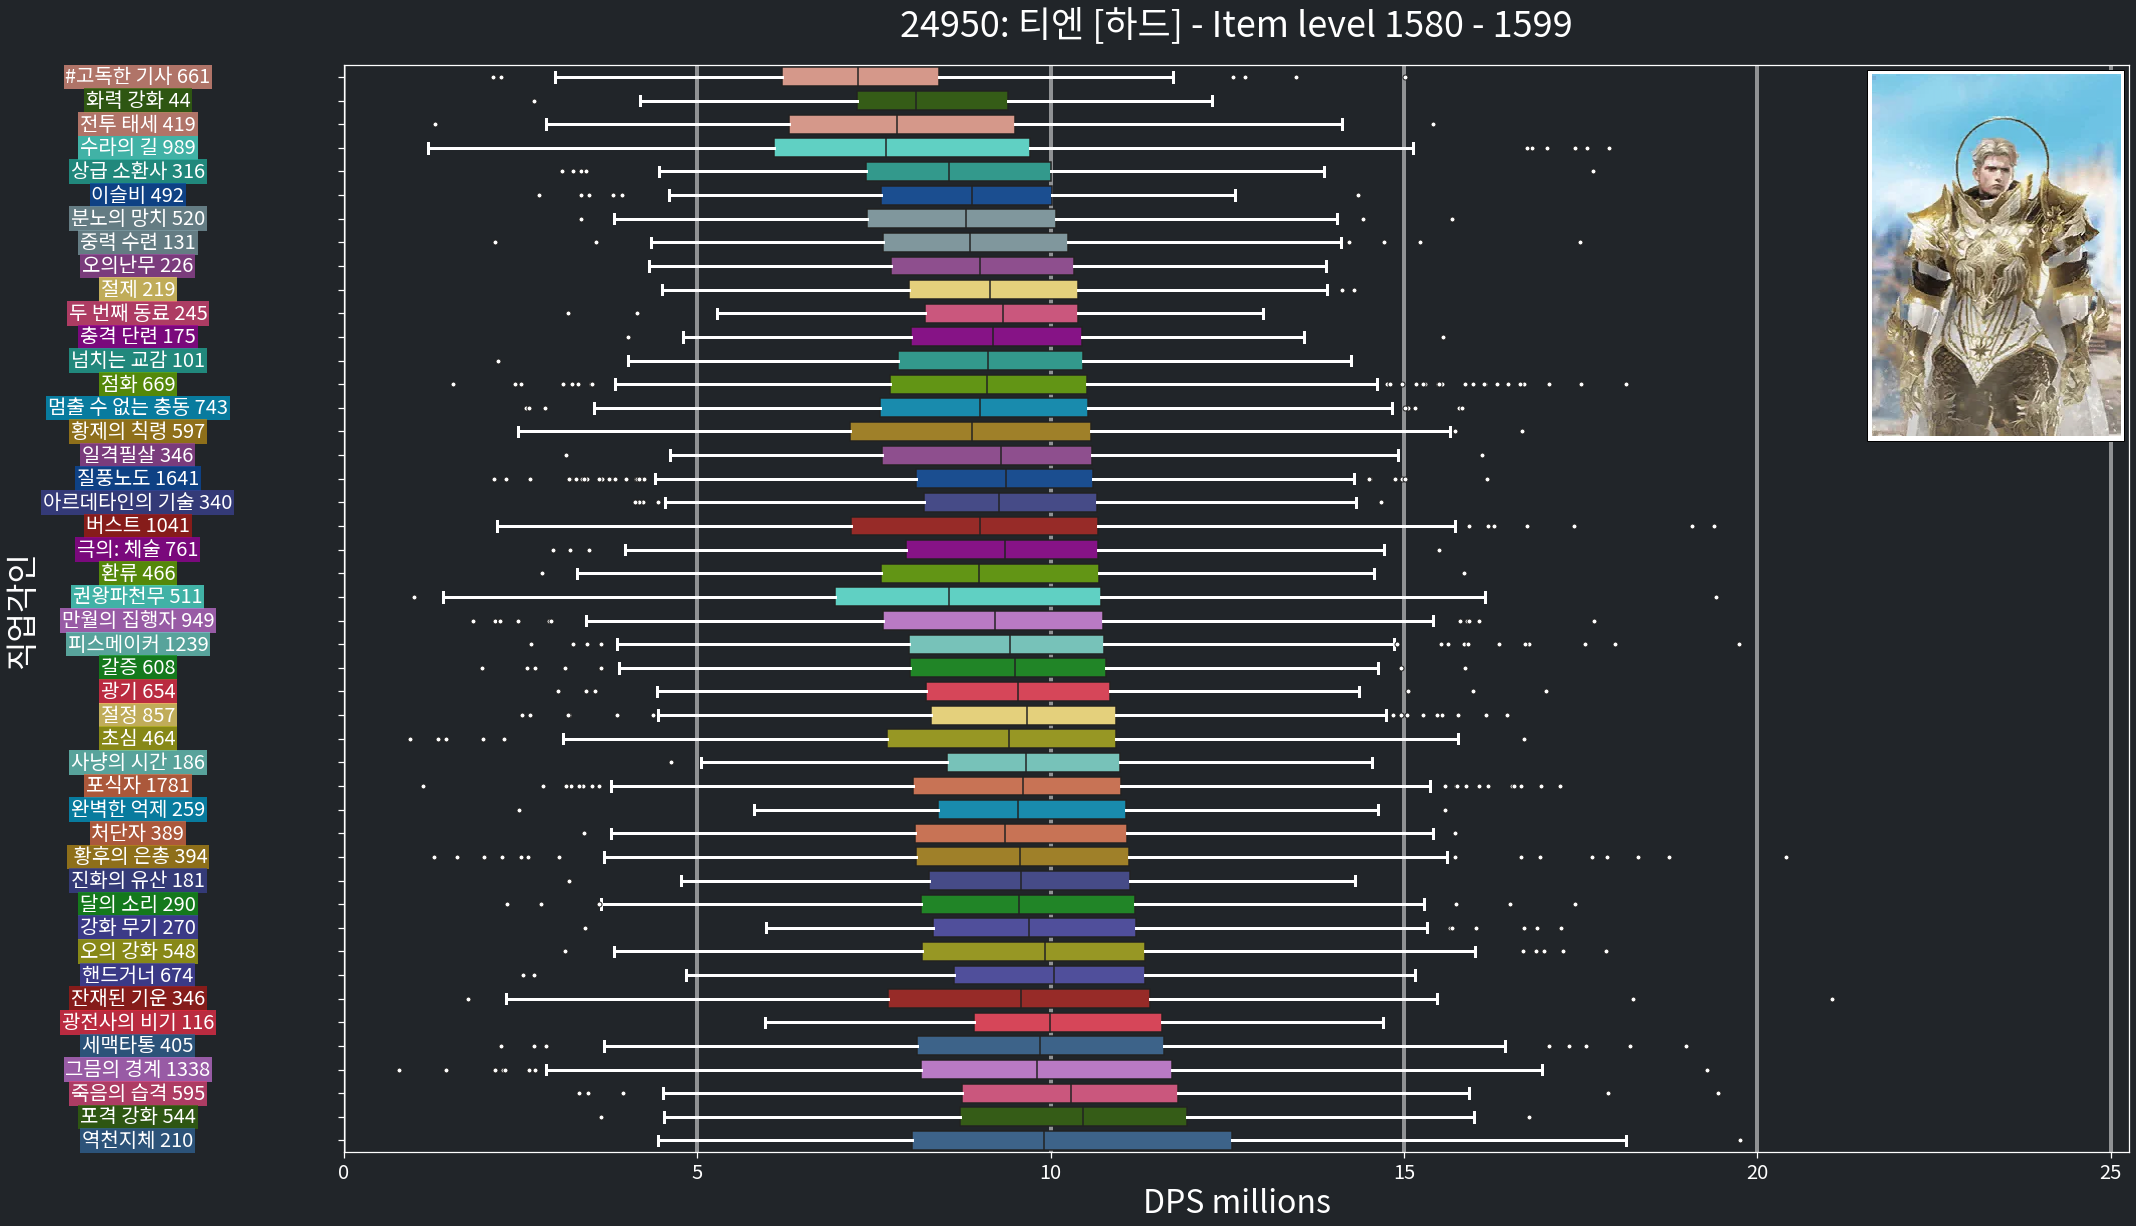 24950: 티엔 [하드] - Item level 1580 - 1599
#고독한 기사 661
화력 강화 44
전투 태세 419
수라의 길 989
상급 소환사 316
이슬비 492
분노의 망치 520
중력 수련 131
오의난무 226
절제 219
두 번째 동료 245
충격 단련 175
넘치는 교감 101
점화 669
멈출 수 없는 충동 743
황제의 칙령 597
일격필살 346
질풍노도 1641
아르데타인의 기술 340
버스트 1041
극의: 체술 761
환류 466
권왕파천무 511
만월의 집행자 949
피스메이커 1239
갈증 608
광기 654
절정 857
초심 464
사냥의 시간 186
포식자 1781
완벽한 억제 259
처단자 389
황후의 은총 394
진화의 유산 181
달의 소리 290
강화 무기 270
오의 강화 548
핸드거너 674
잔재된 기운 346
광전사의 비기 116
세맥타통 405
그믐의 경계 1338
죽음의 습격 595
포격 강화 544
역천지체 210
직업각인
0 5 10 15 20 25
DPS millions